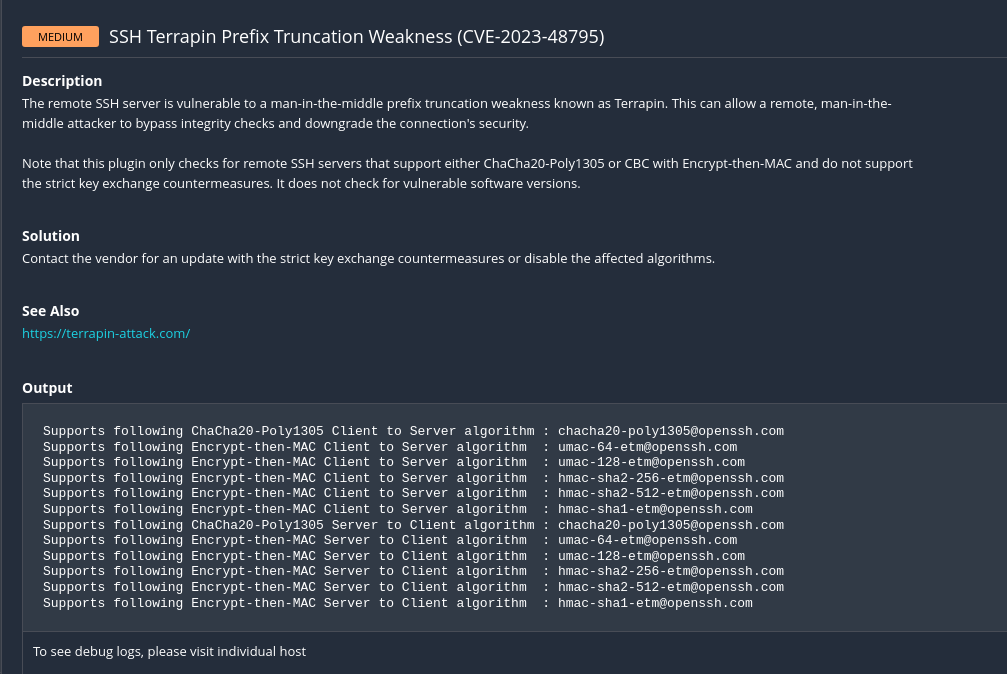 MEDIUM SSH Terrapin Prefix Truncation Weakness (CVE-2023-48795)
Description
The remote SSH server is vulnerable to a man-in-the-middle prefix truncation weakness known as Terrapin. This can allow a remote, man-in-the-
middle attacker to bypass integrity checks and downgrade the connection's security.
Note that this plugin only checks for remote SSH servers that support either ChaCha20-Poly1305 or CBC with Encrypt-then-MAC and do not support
the strict key exchange countermeasures. It does not check for vulnerable software versions.
Solution
Contact the vendor for an update with the strict key exchange countermeasures or disable the affected algorithms.
See Also
https://terrapin-attack.com/
Output
Supports following ChaCha20-Poly1305 Client to Server algorithm : chacha20-poly1305@openssh.com
Supports following Encrypt-then-MAC Client to Server algorithm  : umac-64-etm@openssh.com
Supports following Encrypt-then-MAC Client to Server algorithm  : umac-128-etm@openssh.com
Supports following Encrypt-then-MAC Client to Server algorithm  : hmac-sha2-256-etm@openssh.com
Supports following Encrypt-then-MAC Client to Server algorithm  : hmac-sha2-512-etm@openssh.com
Supports following Encrypt-then-MAC Client to Server algorithm  : hmac-sha1-etm@openssh.com
Supports following ChaCha20-Poly1305 Server to Client algorithm : chacha20-poly1305@openssh.com
Supports following Encrypt-then-MAC Server to Client algorithm  : umac-64-etm@openssh.com
Supports following Encrypt-then-MAC Server to Client algorithm  : umac-128-etm@openssh.com
Supports following Encrypt-then-MAC Server to Client algorithm  : hmac-sha2-256-etm@openssh.com
Supports following Encrypt-then-MAC Server to Client algorithm  : hmac-sha2-512-etm@openssh.com
Supports following Encrypt-then-MAC Server to Client algorithm  : hmac-sha1-etm@openssh.com
To see debug logs, please visit individual host